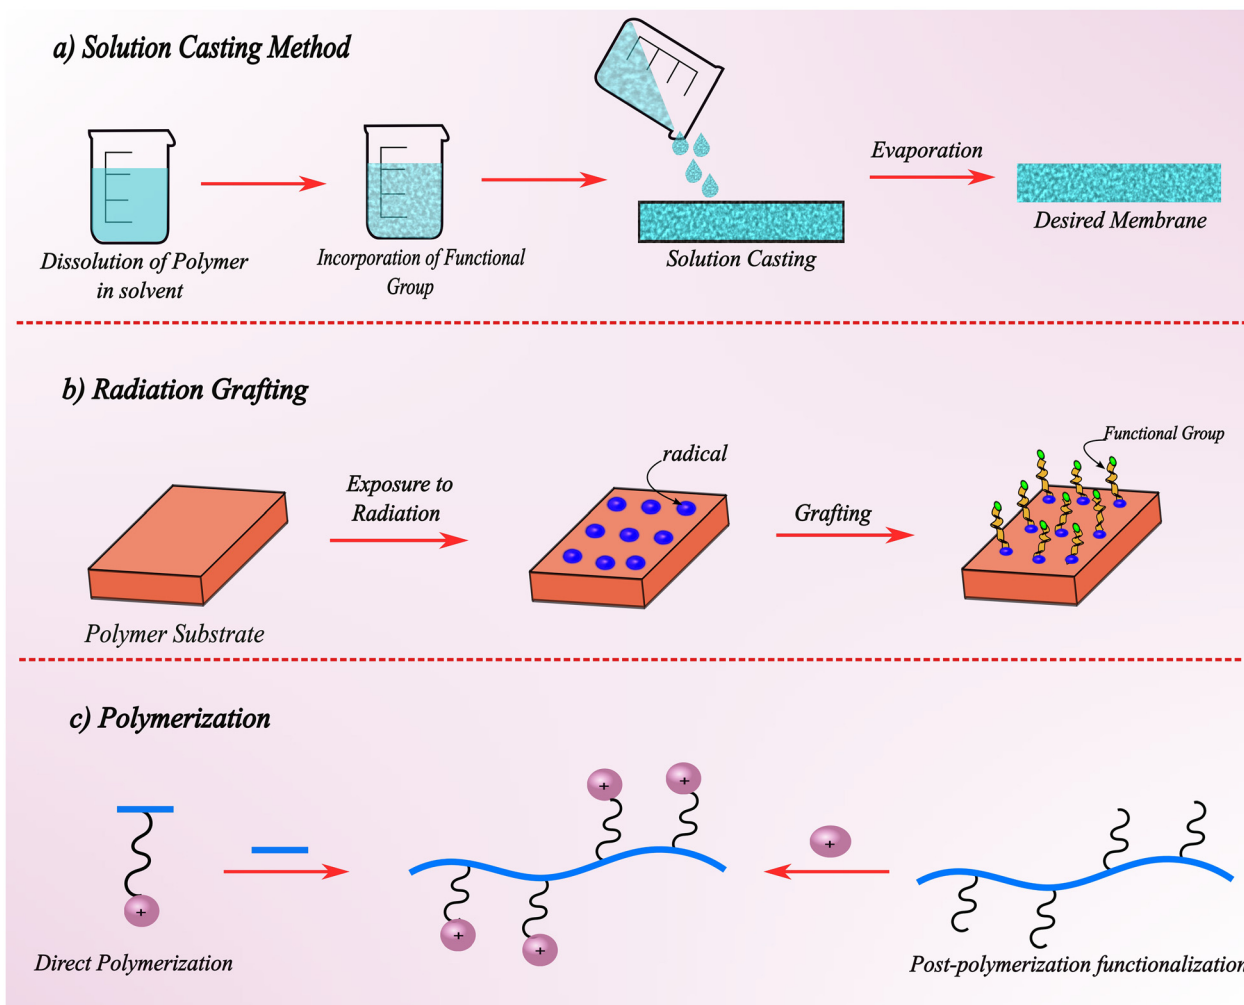 a) Solution Casting Method
Evaporation
Dissolution of Polymer
in solvent
Incorporation of Functional
Group
Solution Casting
Desired Membrane
b) Radiation Grafting
Functional Group
radical
Exposure to
Radiation
Grafting
Polymer Substrate
c) Polymerization
+
+
+
+
+
+
Direct Polymerization
Post-polymerization functionalization